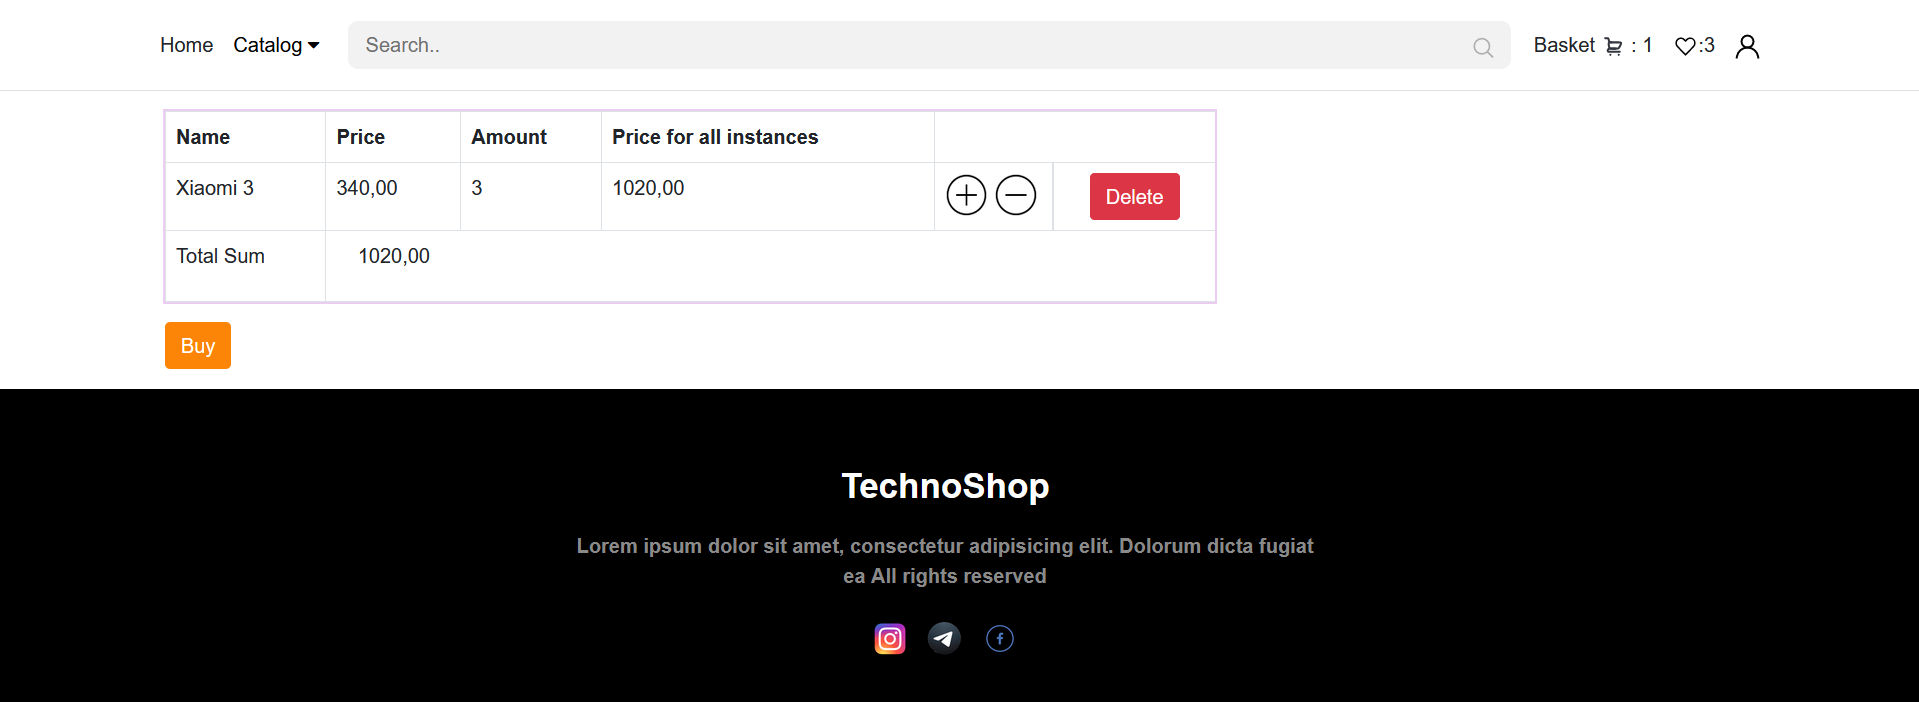 Home Catalog Search.. Basket : 1 :3
Name Price Amount Price for all instances
Xiaomi 3 340,00 3 1020,00 Delete
Total Sum 1020,00
Buy
TechnoShop
Lorem ipsum dolor sit amet, consectetur adipisicing elit. Dolorum dicta fugiat
ea All rights reserved